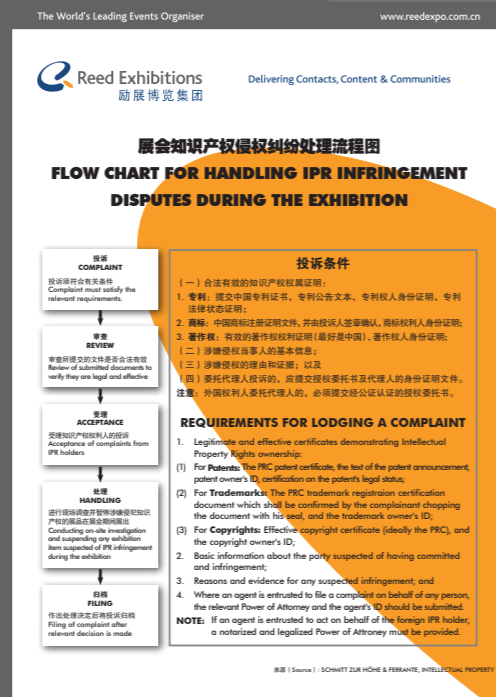 The World's Leading Events Organiser
www.reedexpo.com.cn
Reed Exhibitions
励展博览集团
Delivering Contacts, Content & Communities
展会知识产权侵权纠纷处理流程图
FLOW CHART FOR HANDLING IPR INFRINGEMENT
DISPUTES DURING THE EXHIBITION
投诉
COMPLAINT
投诉须符合有关条件
Complaint must satisfy the
relevant requirements.
审查
REVIEW
审查所提交的文件是否合法有效
Review of submitted documents to
verify they are legal and effective
受理
ACCEPTANCE
受理知识产权权利人的投诉
Acceptance of complaints from
IPR holders
处理
HANDLING
进行现场调查并暂停涉嫌侵犯知识
产权的展品在展会期间展出
Conducting on-site investigation
and suspending any exhibition
item suspected of IPR infringement
during the exhibition
归档
FILING
作出处理决定后将投诉归档
Filing of complaint after
relevant decision is made
投诉条件
（一）合法有效的知识产权权属证明：
1. 专利：提交中国专利证书、专利公告文本、专利权人身份证明、专利
法律状态证明；
2. 商标：中国商标注册证明文件，并由投诉人签章确认，商标权利人身份证明；
3. 著作权：有效的著作权权利证明（最好是中国）、著作权人身份证明；
（二）涉嫌侵权当事人的基本信息；
（三）涉嫌侵权的理由和证据；以及
（四）委托代理人投诉的，应提交授权委托书及代理人的身份证明文件。
注意：外国权利人委托代理人的，必须提交经公证认证的授权委托书。
REQUIREMENTS FOR LODGING A COMPLAINT
1. Legitimate and effective certificates demonstrating Intellectual
Property Rights ownership:
(1) For Patents: The PRC patent certificate, the text of the patent announcement,
patent owner's ID, certification on the patent's legal status;
(2) For Trademarks: The PRC trademark registraion certification
document which shall be confirmed by the complainant chopping
the document with his seal, and the trademark owner's ID;
(3) For Copyrights: Effective copyright certificate (ideally the PRC), and
the copyright owner's ID;
2. Basic information about the party suspected of having committed
and infringement;
3. Reasons and evidence for any suspected infringement; and
4. Where an agent is entrusted to file a complaint on behalf of any person,
the relevant Power of Attorney and the agent's ID should be submitted.
NOTE: If an agent is entrusted to act on behalf of the foreign IPR holder,
a notarized and legalized Power of Attroney must be provided.
来源（Source）: SCHMITT ZUR HÖHE & FERRANTE, INTELLECTUAL PROPERTY